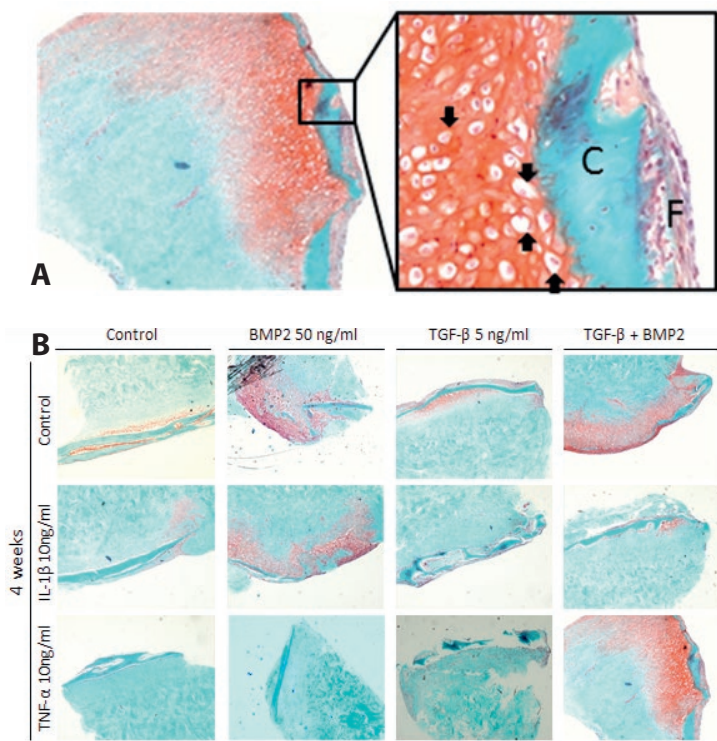 C
F
A
B
Control
BMP2 50 ng/ml
TGF-β 5 ng/ml
TGF-β + BMP2
4 weeks
Control
IL-1β 10ng/ml
TNF-α 10ng/ml